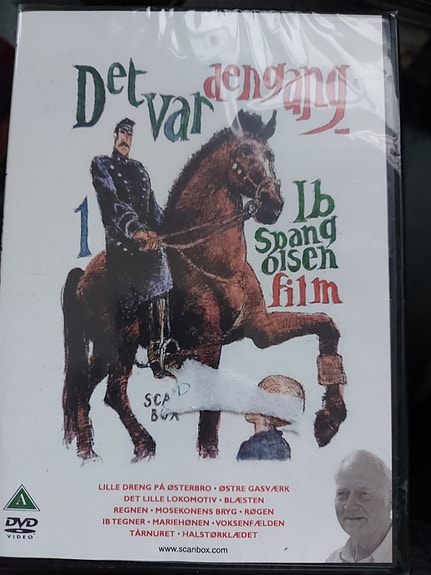 Det var dengang
1
Ib
Spang
olsen
film
SCA
BOX
LILLE DRENG PÅ ØSTERBRO • ØSTRE GASVÆRK
DET LILLE LOKOMOTIV • BLÆSTEN
REGNEN • MOSEKONENS BRYG • RØGEN
IB TEGNER • MARIEHØNEN • VOKSENFÆLDEN
TÅRNURET • HALSTØRKLÆDET
www.scanbox.com
A
DVD
VIDEO